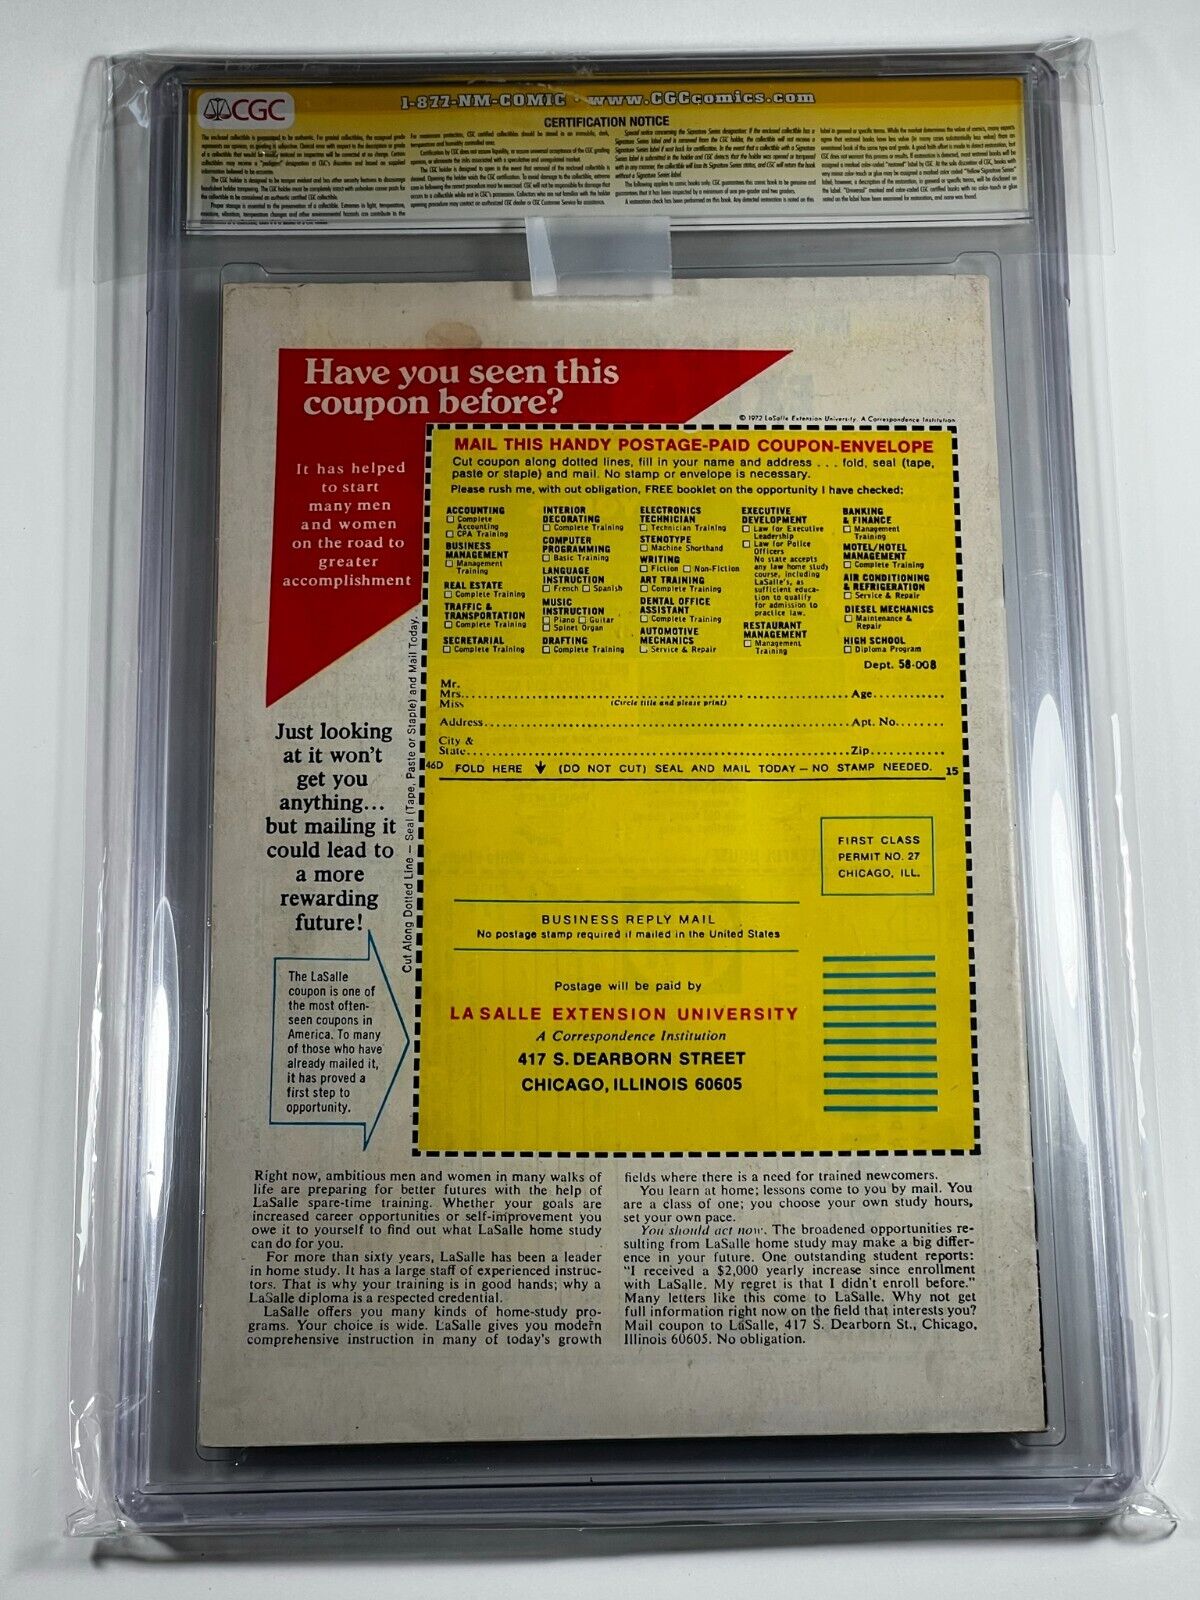 CGC
1-877-NM-COMIC · www.CGCcomics.com
CERTIFICATION NOTICE
Have you seen this
coupon before?
It has helped
to start
many men
and women
on the road to
greater
accomplishment
© 1972 LaSalle Extension University. A Correspondence Institution
MAIL THIS HANDY POSTAGE-PAID COUPON-ENVELOPE
Cut coupon along dotted lines, fill in your name and address . . . fold, seal (tape,
paste or staple) and mail. No stamp or envelope is necessary.
Please rush me, with out obligation, FREE booklet on the opportunity I have checked:
ACCOUNTING
Complete
Accounting
CPA Training
BUSINESS
MANAGEMENT
Management
Training
REAL ESTATE
Complete Training
TRAFFIC &
TRANSPORTATION
Complete Training
SECRETARIAL
Complete Training
INTERIOR
DECORATING
Complete Training
COMPUTER
PROGRAMMING
Basic Training
LANGUAGE
INSTRUCTION
French Spanish
MUSIC
INSTRUCTION
Piano Guitar
Spinet Organ
DRAFTING
Complete Training
ELECTRONICS
TECHNICIAN
Technician Training
STENOTYPE
Machine Shorthand
WRITING
Fiction Non-Fiction
ART TRAINING
Complete Training
DENTAL OFFICE
ASSISTANT
Complete Training
AUTOMOTIVE
MECHANICS
Service & Repair
EXECUTIVE
DEVELOPMENT
Law for Executive
Leadership
Law for Police
Officers
No state accepts
any law home study
course, including
LaSalle's, as
sufficient educa-
tion to qualify
for admission to
practice law.
RESTAURANT
MANAGEMENT
Management
Training
BANKING
& FINANCE
Management
Training
MOTEL/HOTEL
MANAGEMENT
Complete Training
AIR CONDITIONING
& REFRIGERATION
Service & Repair
DIESEL MECHANICS
Maintenance &
Repair
HIGH SCHOOL
Diploma Program
Dept. 58-008
Mr.
Mrs. Age
Miss (Circle title and please print)
Address Apt. No.
City &
State Zip
46D FOLD HERE (DO NOT CUT) SEAL AND MAIL TODAY — NO STAMP NEEDED. 15
Cut Along Dotted Line — Seal (Tape, Paste or Staple) and Mail Today.
FIRST CLASS
PERMIT NO. 27
CHICAGO, ILL.
BUSINESS REPLY MAIL
No postage stamp required if mailed in the United States
Postage will be paid by
LA SALLE EXTENSION UNIVERSITY
A Correspondence Institution
417 S. DEARBORN STREET
CHICAGO, ILLINOIS 60605
Just looking
at it won't
get you
anything...
but mailing it
could lead to
a more
rewarding
future!
The LaSalle
coupon is one of
the most often-
seen coupons in
America. To many
of those who have
already mailed it,
it has proved a
first step to
opportunity.
Right now, ambitious men and women in many walks of
life are preparing for better futures with the help of
LaSalle spare-time training. Whether your goals are
increased career opportunities or self-improvement you
owe it to yourself to find out what LaSalle home study
can do for you.
For more than sixty years, LaSalle has been a leader
in home study. It has a large staff of experienced instruc-
tors. That is why your training is in good hands; why a
LaSalle diploma is a respected credential.
LaSalle offers you many kinds of home-study pro-
grams. Your choice is wide. LaSalle gives you modern
comprehensive instruction in many of today's growth
fields where there is a need for trained newcomers.
You learn at home; lessons come to you by mail. You
are a class of one; you choose your own study hours,
set your own pace.
You should act now. The broadened opportunities re-
sulting from LaSalle home study may make a big differ-
ence in your future. One outstanding student reports:
"I received a $2,000 yearly increase since enrollment
with LaSalle. My regret is that I didn't enroll before."
Many letters like this come to LaSalle. Why not get
full information right now on the field that interests you?
Mail coupon to LaSalle, 417 S. Dearborn St., Chicago,
Illinois 60605. No obligation.